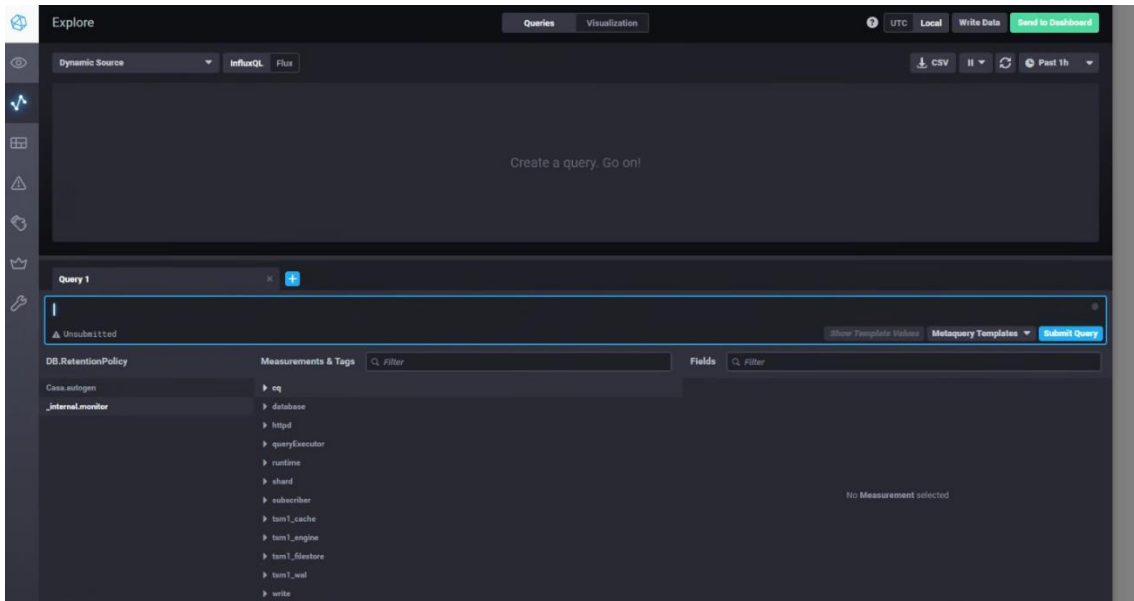 Explore
Queries Visualization
UTC Local Write Data Send to Dashboard
Dynamic Source InfluxQL Flux
CSV Past 1h
Create a query. Go on!
Query 1
Unsubmitted
Show Template Values Metaquery Templates Submit Query
DB.RetentionPolicy
Measurements & Tags Filter
Fields Filter
Casa.autogen
_internal.monitor
cq
database
httpd
queryExecutor
runtime
shard
subscriber
tsm1_cache
tsm1_engine
tsm1_filestore
tsm1_wal
write
No Measurement selected